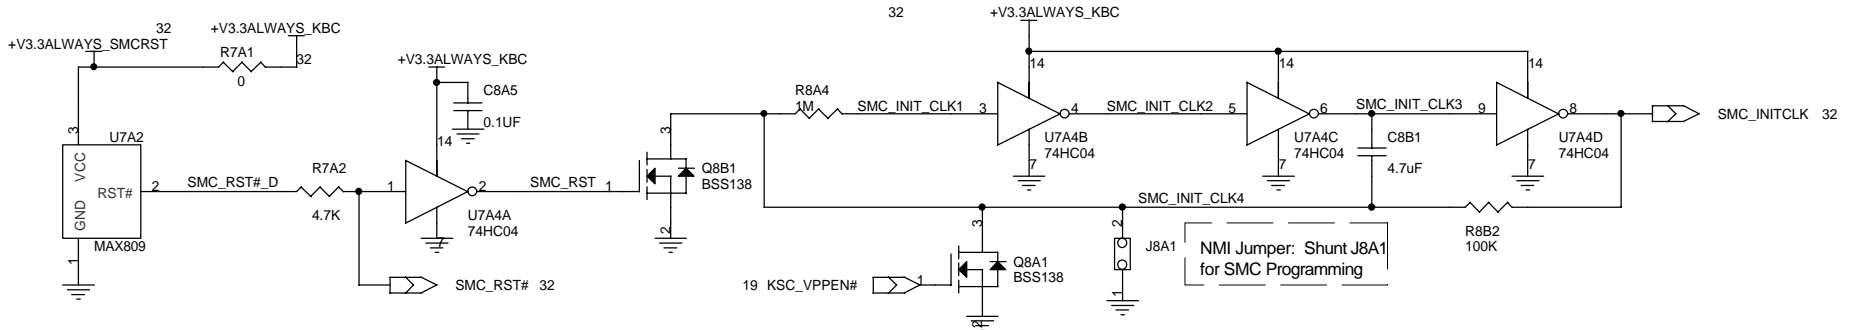 32
+V3.3ALWAYS_KBC
+V3.3ALWAYS_SMCRST
R7A1
0
32
+V3.3ALWAYS_KBC
C8A5
0.1UF
14
3
U7A2
VCC
RST#
GND
MAX809
1
2
SMC_RST#_D
R7A2
4.7K
1
2
U7A4A
74HC04
7
SMC_RST# 32
SMC_RST
1
3
Q8B1
BSS138
2
32
+V3.3ALWAYS_KBC
R8A4
1M
SMC_INIT_CLK1
3
14
4
U7A4B
74HC04
7
SMC_INIT_CLK2
5
14
6
U7A4C
74HC04
7
SMC_INIT_CLK3
C8B1
4.7uF
9
14
8
U7A4D
74HC04
7
SMC_INITCLK 32
SMC_INIT_CLK4
R8B2
100K
19 KSC_VPPEN#
1
3
Q8A1
BSS138
2
2
J8A1
1
NMI Jumper: Shunt J8A1
for SMC Programming